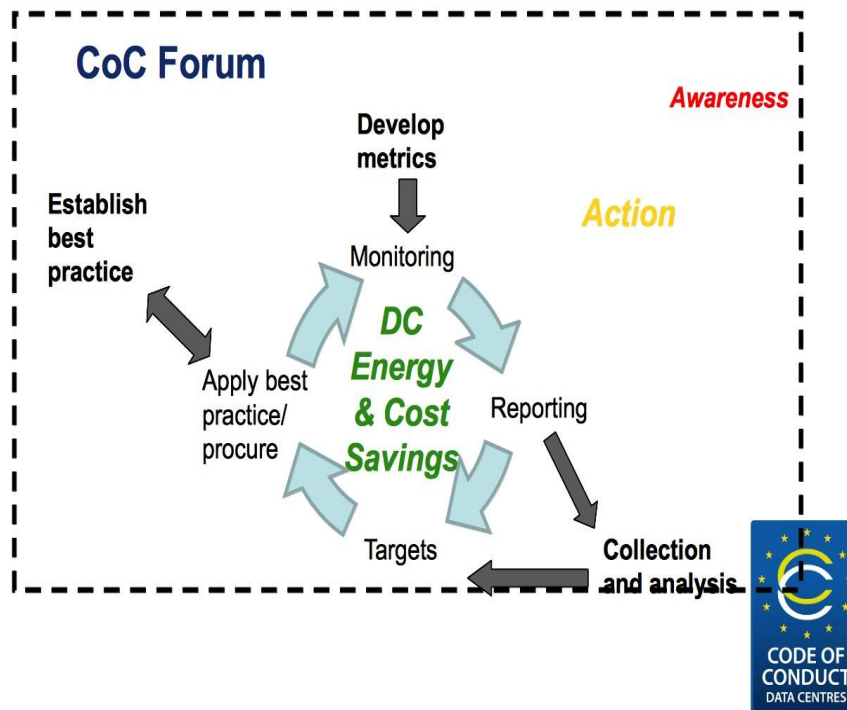 CoC Forum
Awareness
Develop
metrics
Establish
best
practice
Action
Monitoring
DC
Energy
& Cost
Savings
Apply best
practice/
procure
Reporting
Targets
Collection
and analysis
CODE OF
CONDUCT
DATA CENTRES